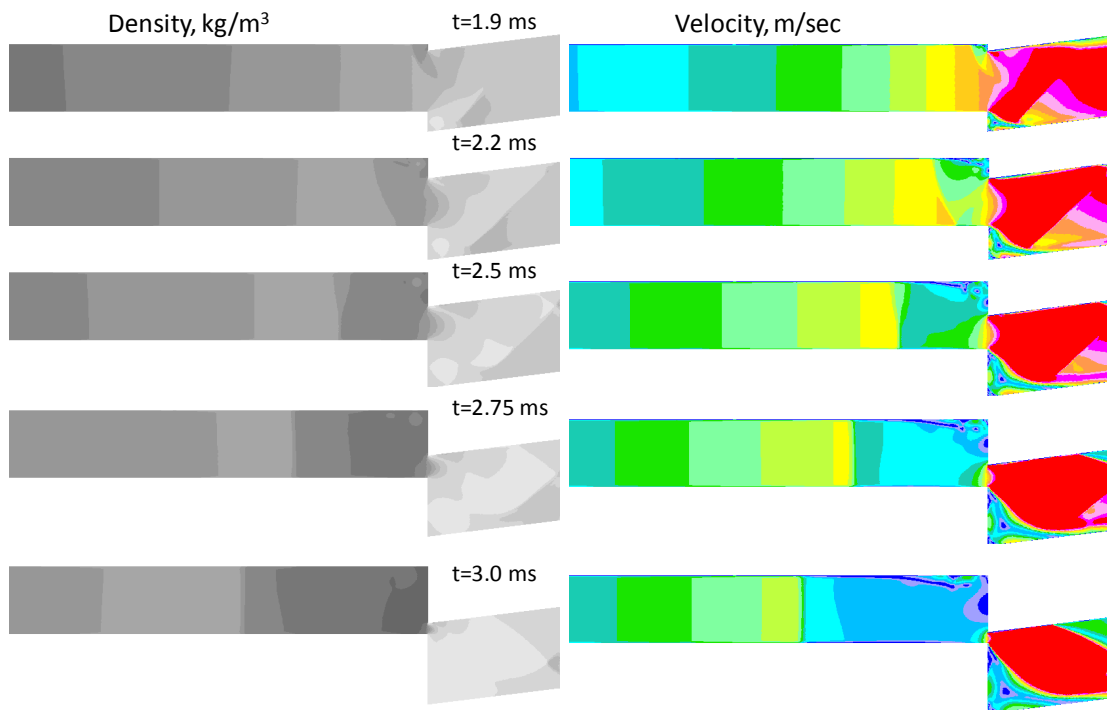 Density, kg/m³
t=1.9 ms
Velocity, m/sec
t=2.2 ms
t=2.5 ms
t=2.75 ms
t=3.0 ms